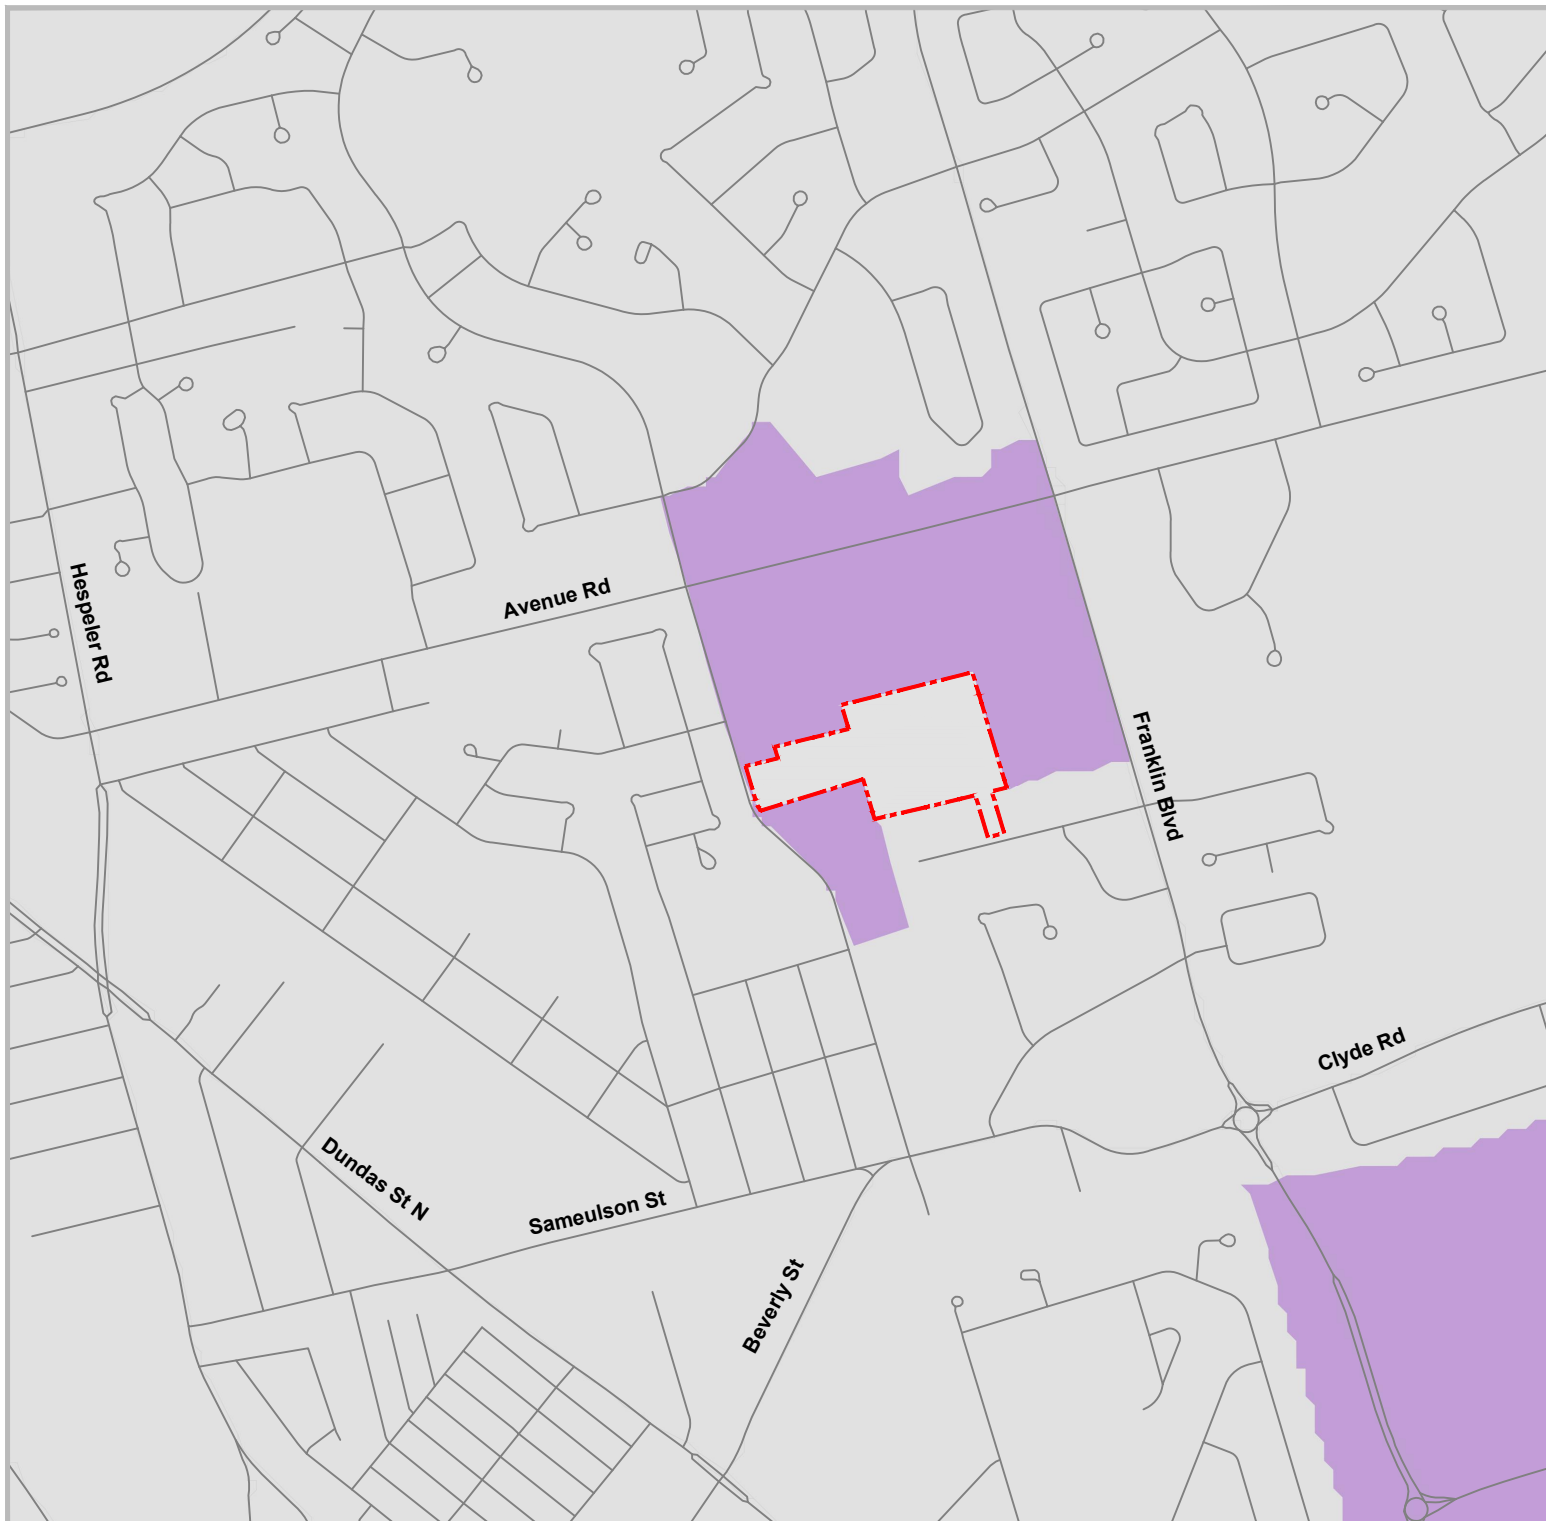 Hespeler Rd
Avenue Rd
Franklin Blvd
Clyde Rd
Dundas St N
Sameulson St
Beverly St